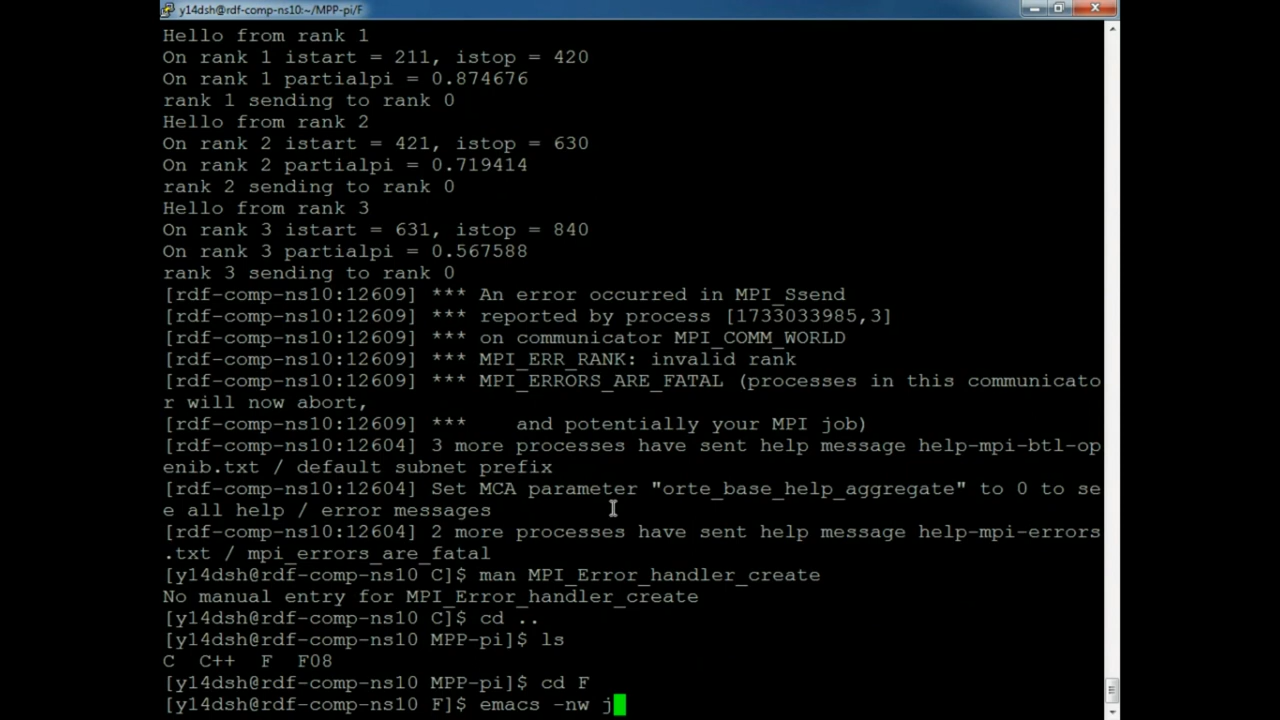 y14dsh@rdf-comp-ns10:~/MPP-pi/F
Hello from rank 1
On rank 1 istart = 211, istop = 420
On rank 1 partialpi = 0.874676
rank 1 sending to rank 0
Hello from rank 2
On rank 2 istart = 421, istop = 630
On rank 2 partialpi = 0.719414
rank 2 sending to rank 0
Hello from rank 3
On rank 3 istart = 631, istop = 840
On rank 3 partialpi = 0.567588
rank 3 sending to rank 0
[rdf-comp-ns10:12609] *** An error occurred in MPI_Ssend
[rdf-comp-ns10:12609] *** reported by process [1733033985,3]
[rdf-comp-ns10:12609] *** on communicator MPI_COMM_WORLD
[rdf-comp-ns10:12609] *** MPI_ERR_RANK: invalid rank
[rdf-comp-ns10:12609] *** MPI_ERRORS_ARE_FATAL (processes in this communicato
r will now abort,
[rdf-comp-ns10:12609] ***    and potentially your MPI job)
[rdf-comp-ns10:12604] 3 more processes have sent help message help-mpi-btl-op
enib.txt / default subnet prefix
[rdf-comp-ns10:12604] Set MCA parameter "orte_base_help_aggregate" to 0 to se
e all help / error messages
[rdf-comp-ns10:12604] 2 more processes have sent help message help-mpi-errors
.txt / mpi_errors_are_fatal
[y14dsh@rdf-comp-ns10 C]$ man MPI_Error_handler_create
No manual entry for MPI_Error_handler_create
[y14dsh@rdf-comp-ns10 C]$ cd ..
[y14dsh@rdf-comp-ns10 MPP-pi]$ ls
C  C++  F  F08
[y14dsh@rdf-comp-ns10 MPP-pi]$ cd F
[y14dsh@rdf-comp-ns10 F]$ emacs -nw j